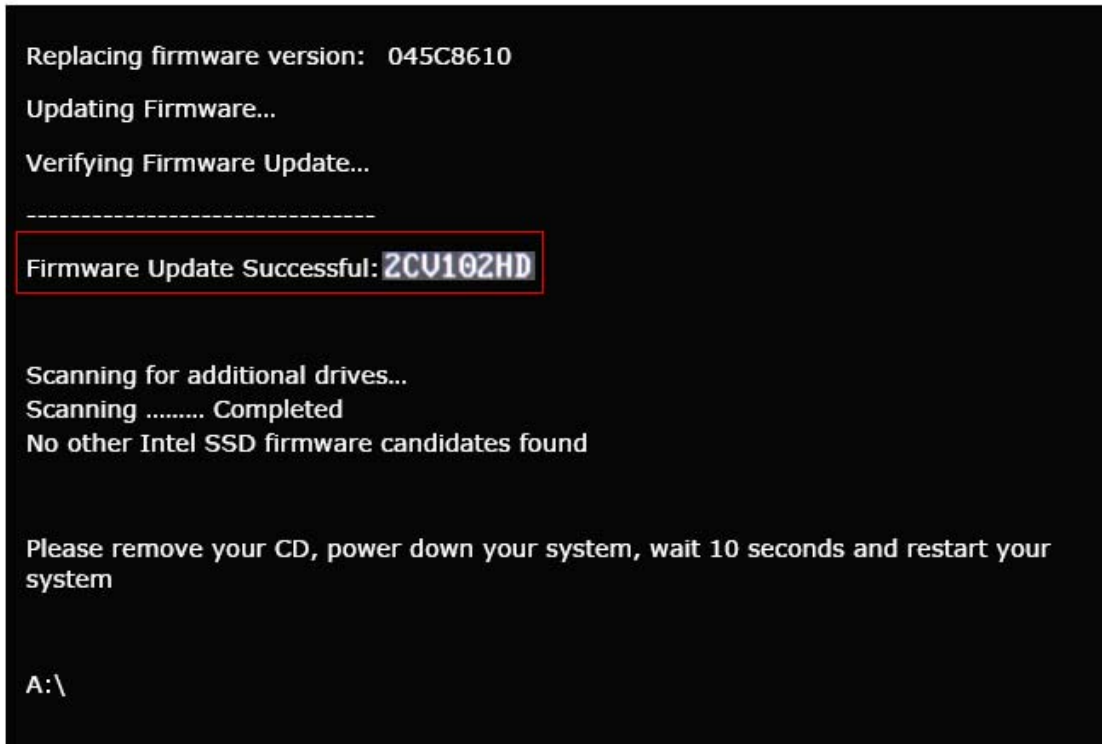 Replacing firmware version: 045C8610
Updating Firmware...
Verifying Firmware Update...
--------------------------------
Firmware Update Successful: 2CV102HD
Scanning for additional drives...
Scanning ......... Completed
No other Intel SSD firmware candidates found
Please remove your CD, power down your system, wait 10 seconds and restart your
system
A:\